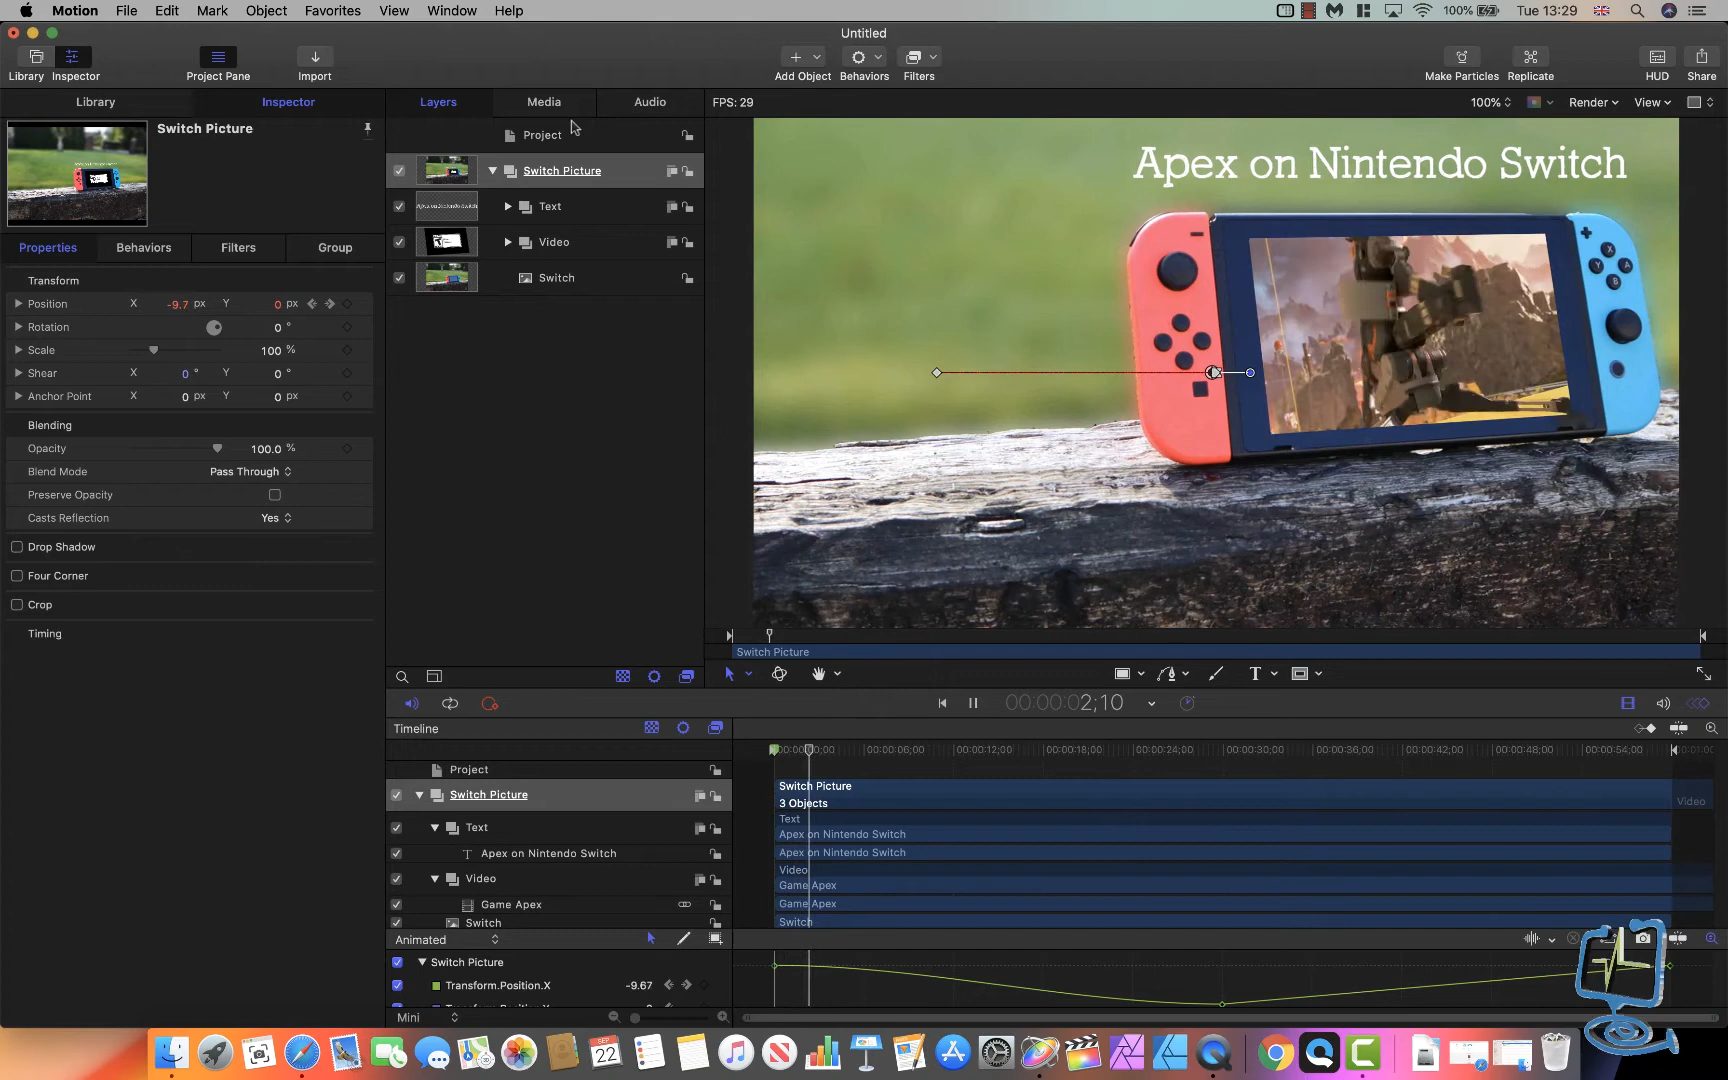 Motion File Edit Mark Object Favorites View Window Help 100% Tue 13:29
Untitled
Library Inspector Project Pane Import Add Object Behaviors Filters Make Particles Replicate HUD Share
Library Inspector Layers Media Audio FPS: 29 100% Render View
Switch Picture
Project
Switch Picture
Text
Video
Switch
Apex on Nintendo Switch
Properties Behaviors Filters Group
Transform
Position X -9.7 px Y 0 px
Rotation 0 °
Scale 100 %
Shear X 0 ° Y 0 °
Anchor Point X 0 px Y 0 px
Blending
Opacity 100.0 %
Blend Mode Pass Through
Preserve Opacity
Casts Reflection Yes
Drop Shadow
Four Corner
Crop
Timing
Switch Picture
00:00:00:02;10
Timeline
00:00:00;00 00:00:06;00 00:00:12;00 00:00:18;00 00:00:24;00 00:00:30;00 00:00:36;00 00:00:42;00 00:00:48;00 00:00:54;00
Project
Switch Picture
Text
Apex on Nintendo Switch
Video
Game Apex
Switch
Switch Picture
3 Objects
Video
Text
Apex on Nintendo Switch
Apex on Nintendo Switch
Video
Game Apex
Game Apex
Switch
Animated
Switch Picture
Transform.Position.X -9.67
Mini
SEP
22